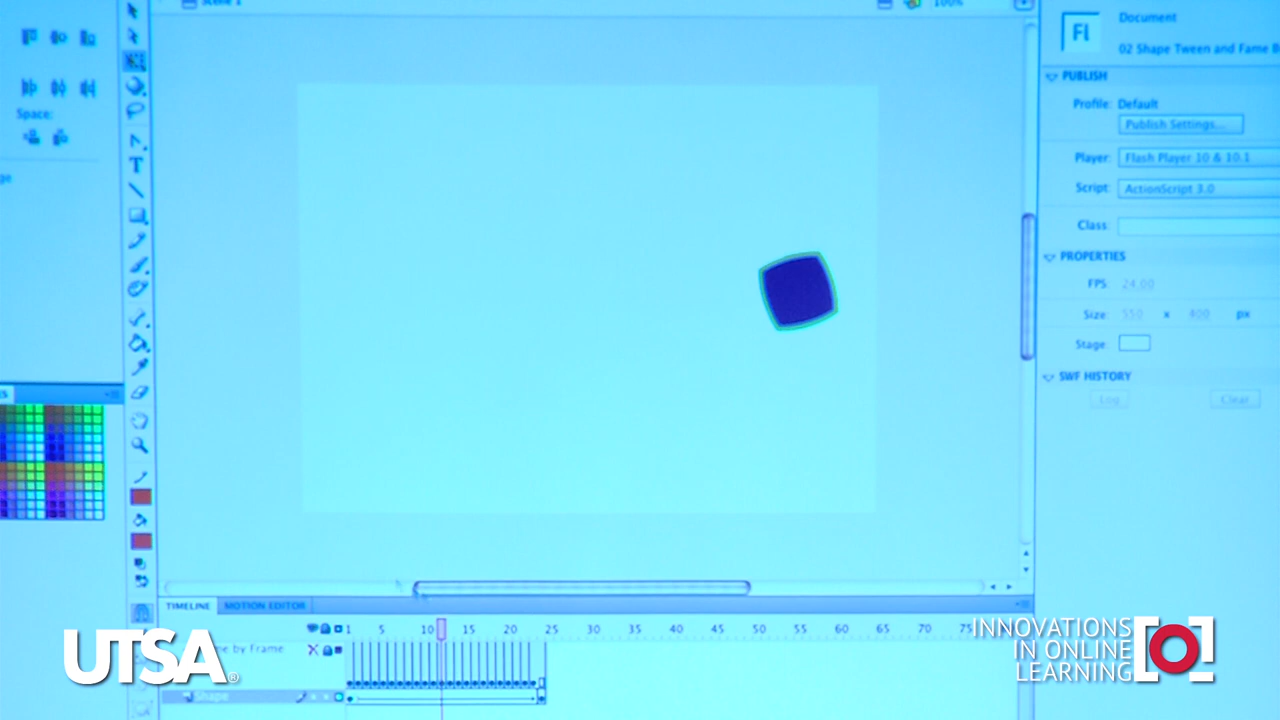 Scene 1
100%
Document
Fl
02 Shape Tween and Fame B
PUBLISH
Profile: Default
Publish Settings...
Player: Flash Player 10 & 10.1
Script: ActionScript 3.0
Class:
PROPERTIES
FPS: 24.00
Size: 550 x 400 px
Stage:
SWF HISTORY
Log Clear
Space:
T
TIMELINE MOTION EDITOR
1 5 10 15 20 25 30 35 40 45 50 55 60 65 70 75
me by Frame
Shape
UTSA®
INNOVATIONS
IN ONLINE
LEARNING